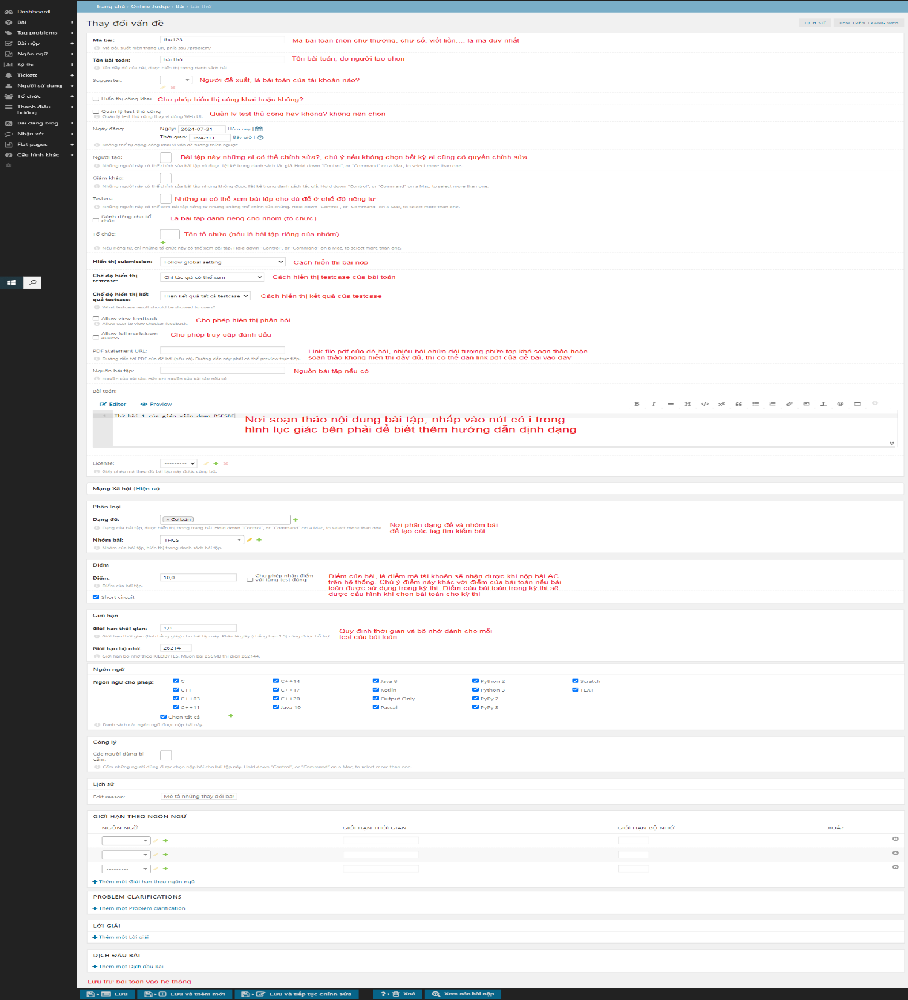 Trang chủ › Online Judge › Bài › bài thử
Dashboard
Bài +
Tag problems +
Bài nộp +
Ngôn ngữ +
Kỳ thi +
Tickets +
Người sử dụng +
Tổ chức +
Thanh điều +
hướng
Bài đăng blog +
Nhận xét +
Flat pages +
Cấu hình khác +
Thay đổi vấn đề
LỊCH SỬ XEM TRÊN TRANG WEB
Mã bài: thu123 Mã bài toán (nên chữ thường, chữ số, viết liền,... là mã duy nhất
Mã bài, xuất hiện trong url, phía sau /problem/
Tên bài toán: bài thử Tên bài toán, do người tạo chọn
Tên đầy đủ của bài, được hiển thị trong danh sách bài.
Suggester: Người đề xuất, là bài toán của tài khoản nào?
Hiển thị công khai Cho phép hiển thị công khai hoặc không?
Quản lý test thủ công Quản lý test thủ công hay không? không nên chọn
Quản lý test thủ công thay vì dùng Web UI.
Ngày đăng: Ngày: 2024-07-31 Hôm nay |
Thời gian: 16:42:11 Bây giờ |
Không thể tự động công khai vì vấn đề tương thích ngược
Người tạo: Bài tập này những ai có thể chỉnh sửa?, chú ý nếu không chọn bất kỳ ai cũng có quyền chỉnh sửa
Những người này có thể chỉnh sửa bài tập và được liệt kê trong danh sách tác giả. Hold down "Control", or "Command" on a Mac, to select more than one.
Giám khảo:
Những người này có thể chỉnh sửa bài tập nhưng không được liệt kê trong danh sách tác giả. Hold down "Control", or "Command" on a Mac, to select more than one.
Testers: Những ai có thể xem bài tập cho dù để ở chế độ riêng tư
Những người này có thể xem bài tập riêng tư nhưng không thể chỉnh sửa chúng. Hold down "Control", or "Command" on a Mac, to select more than one.
Dành riêng cho tổ
chức Là bài tập dành riêng cho nhóm (tổ chức)
Tổ chức: Tên tổ chức (nếu là bài tập riêng của nhóm)
Nếu riêng tư, chỉ những tổ chức này có thể xem bài tập. Hold down "Control", or "Command" on a Mac, to select more than one.
Hiển thị submission: Follow global setting Cách hiển thị bài nộp
Chế độ hiển thị
testcase: Chỉ tác giả có thể xem Cách hiển thị testcase của bài toán
Chế độ hiển thị kết
quả testcase: Hiện kết quả tất cả testcase Cách hiển thị kết quả của testcase
What testcase result should be showed to users?
Allow view feedback Cho phép hiển thị phản hồi
Allow user to view checker feedback.
Allow full markdown
access Cho phép truy cập đánh dấu
PDF statement URL: Link file pdf của đề bài, nhiều bài chứa đối tượng phức tạp khó soạn thảo hoặc
soạn thảo không hiển thị đầy đủ, thì có thể dán link pdf của đề bài vào đây
Đường dẫn tới PDF của đề bài (nếu có). Đường dẫn này phải có thể preview trực tiếp.
Nguồn bài tập: Nguồn bài tập nếu có
Nguồn của bài tập. Hãy ghi nguồn của bài tập nếu có
Bài toán:
Editor Preview
1 Thử bài 1 của giáo viên demo DSFSDF
Nơi soạn thảo nội dung bài tập, nhấp vào nút có i trong
hình lục giác bên phải để biết thêm hướng dẫn định dạng
License: ---------
Giấy phép mà theo đó bài tập này được công bố.
Mạng Xã hội (Hiện ra)
Phân loại
Dạng đề: × Cơ bản
Dạng của bài tập, được hiển thị trong trang bài. Hold down "Control", or "Command" on a Mac, to select more than one.
Nơi phân dạng đề và nhóm bài
để tạo các tag tìm kiếm bài
Nhóm bài: THCS
Nhóm của bài tập, hiển thị trong danh sách bài tập.
Điểm
Điểm: 10,0 Cho phép nhận điểm
với từng test đúng
Điểm của bài tập.
Điểm của bài, là điểm mà tài khoản sẽ nhận được khi nộp bài AC
trên hệ thống. Chú ý điểm này khác với điểm của bài toán nếu bài
toán được sử dụng trong kỳ thi. Điểm của bài toán trong kỳ thi sẽ
được cấu hình khi chọn bài toán cho kỳ thi
Short circuit
Giới hạn
Giới hạn thời gian: 1,0
Giới hạn thời gian (tính bằng giây) cho bài tập này. Phần lẻ giây (chẳng hạn 1.5) cũng được hỗ trợ.
Quy định thời gian và bộ nhớ dành cho mỗi
test của bài toán
Giới hạn bộ nhớ: 262144
Giới hạn bộ nhớ theo KILOBYTES. Muốn bài 256MB thì điền 262144.
Ngôn ngữ
Ngôn ngữ cho phép: C C++14 Java 8 Python 2 Scratch
C11 C++17 Kotlin Python 3 TEXT
C++03 C++20 Output Only PyPy 2
C++11 Java 19 Pascal PyPy 3
Chọn tất cả
Danh sách các ngôn ngữ được nộp bài này.
Công lý
Các người dùng bị
cấm:
Cấm những người dùng được chọn nộp bài cho bài tập này. Hold down "Control", or "Command" on a Mac, to select more than one.
Lịch sử
Edit reason: Mô tả những thay đổi bạn
GIỚI HẠN THEO NGÔN NGỮ
NGÔN NGỮ GIỚI HẠN THỜI GIAN GIỚI HẠN BỘ NHỚ XOÁ?
---------
---------
---------
Thêm một Giới hạn theo ngôn ngữ
PROBLEM CLARIFICATIONS
Thêm một Problem clarification
LỜI GIẢI
Thêm một Lời giải
DỊCH ĐẦU BÀI
Thêm một Dịch đầu bài
Lưu trữ bài toán vào hệ thống
Lưu Lưu và thêm mới Lưu và tiếp tục chỉnh sửa Xoá Xem các bài nộp